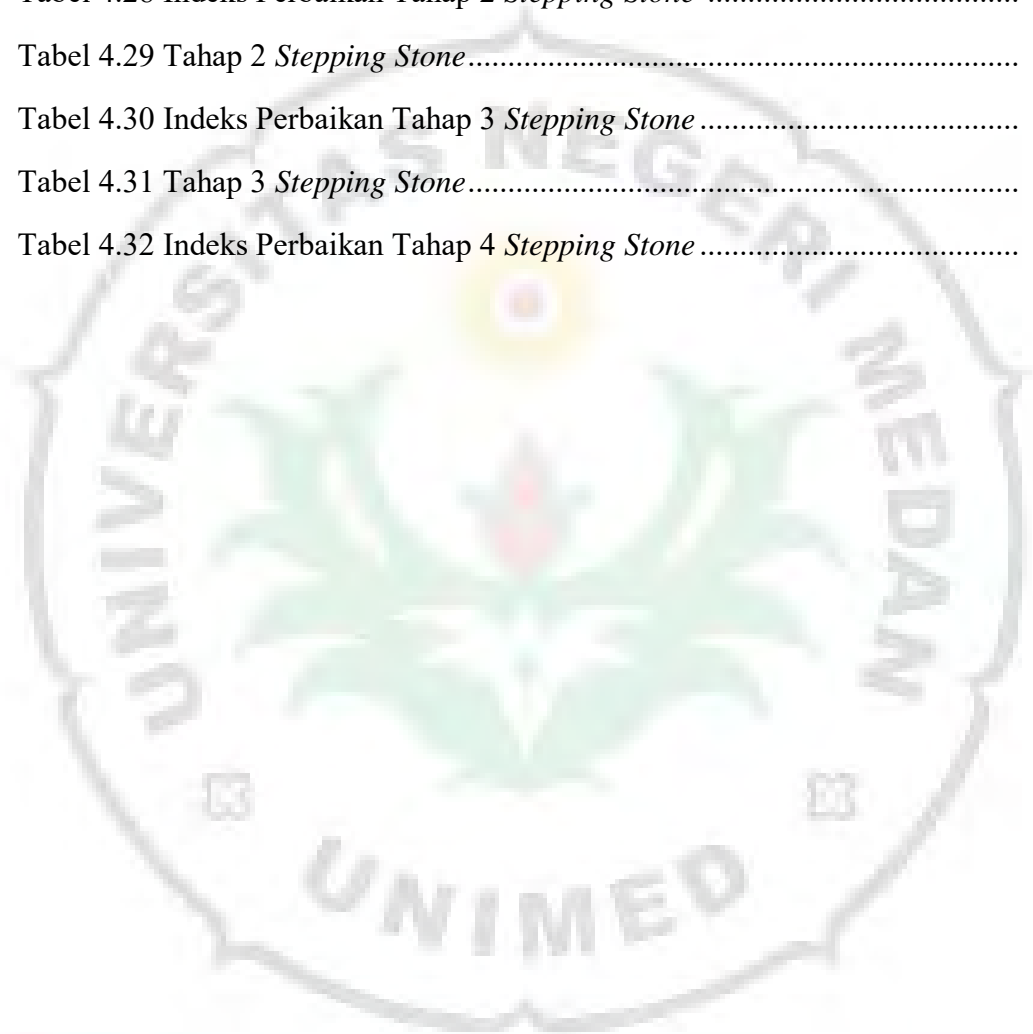 Tabel 4.28 Indeks Perbaikan Tahap 2 Stepping Stone ........................................
Tabel 4.29 Tahap 2 Stepping Stone......................................................................
Tabel 4.30 Indeks Perbaikan Tahap 3 Stepping Stone ........................................
Tabel 4.31 Tahap 3 Stepping Stone......................................................................
Tabel 4.32 Indeks Perbaikan Tahap 4 Stepping Stone ........................................
UNIVERSITAS NEGERI MEDAN
UNIMED